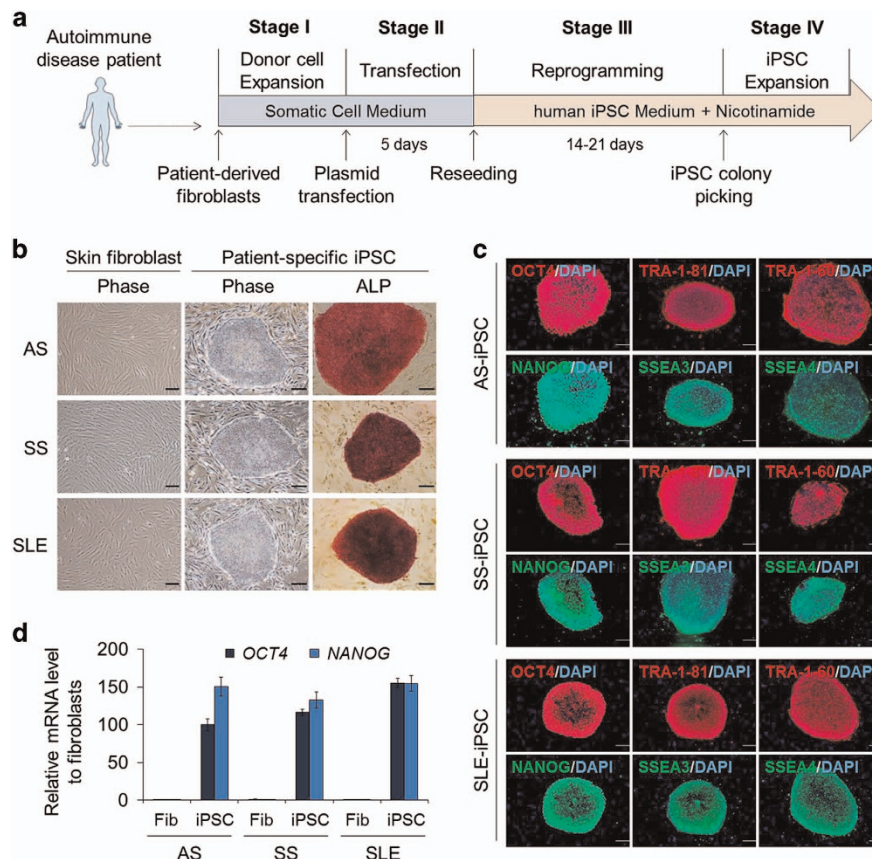 a
Autoimmune
disease patient
Stage I
Stage II
Stage III
Stage IV
Donor cell
Expansion
Transfection
Reprogramming
iPSC
Expansion
Somatic Cell Medium
human iPSC Medium + Nicotinamide
5 days
14-21 days
Patient-derived
fibroblasts
Plasmid
transfection
Reseeding
iPSC colony
picking
b
Skin fibroblast
Patient-specific iPSC
Phase
Phase
ALP
AS
SS
SLE
c
AS-iPSC
OCT4/DAPI
TRA-1-81/DAPI
TRA-1-60/DAPI
NANOG/DAPI
SSEA3/DAPI
SSEA4/DAPI
SS-iPSC
OCT4/DAPI
TRA-1-81/DAPI
TRA-1-60/DAPI
NANOG/DAPI
SSEA3/DAPI
SSEA4/DAPI
SLE-iPSC
OCT4/DAPI
TRA-1-81/DAPI
TRA-1-60/DAPI
NANOG/DAPI
SSEA3/DAPI
SSEA4/DAPI
d
Relative mRNA level
to fibroblasts
OCT4
NANOG
200
150
100
50
0
Fib
iPSC
Fib
iPSC
Fib
iPSC
AS
SS
SLE